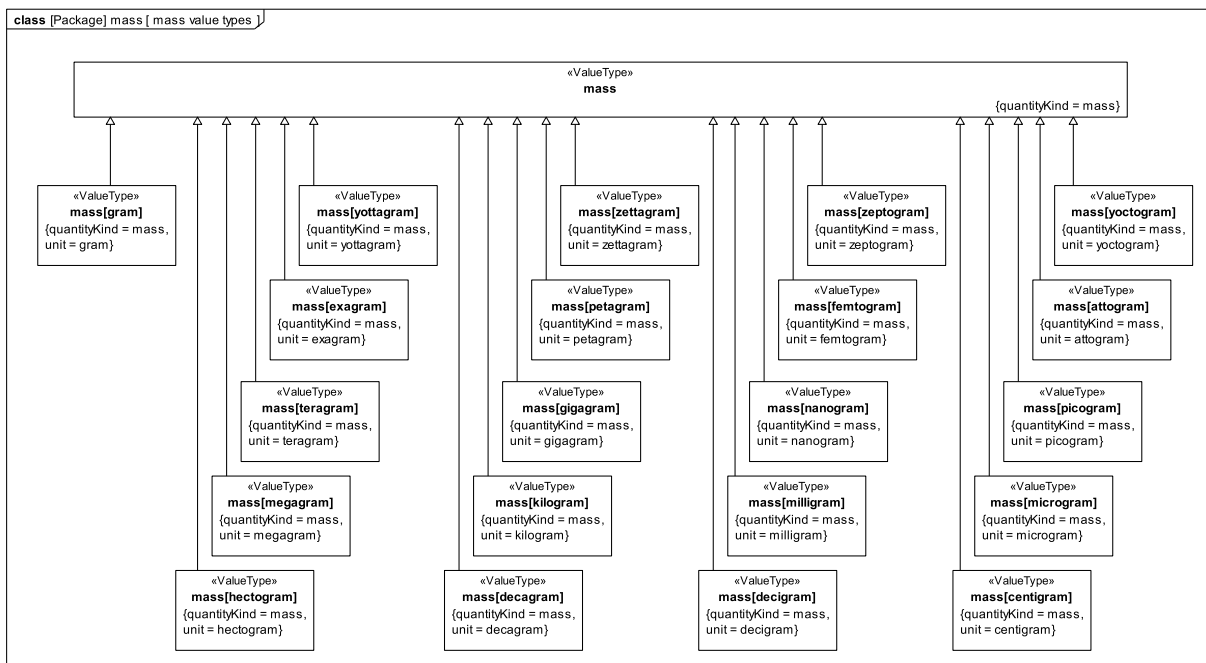 class [Package] mass [ mass value types ]
«ValueType»
mass
{quantityKind = mass}
«ValueType»
mass[gram]
{quantityKind = mass,
unit = gram}
«ValueType»
mass[yottagram]
{quantityKind = mass,
unit = yottagram}
«ValueType»
mass[zettagram]
{quantityKind = mass,
unit = zettagram}
«ValueType»
mass[zeptogram]
{quantityKind = mass,
unit = zeptogram}
«ValueType»
mass[yoctogram]
{quantityKind = mass,
unit = yoctogram}
«ValueType»
mass[exagram]
{quantityKind = mass,
unit = exagram}
«ValueType»
mass[petagram]
{quantityKind = mass,
unit = petagram}
«ValueType»
mass[femtogram]
{quantityKind = mass,
unit = femtogram}
«ValueType»
mass[attogram]
{quantityKind = mass,
unit = attogram}
«ValueType»
mass[teragram]
{quantityKind = mass,
unit = teragram}
«ValueType»
mass[gigagram]
{quantityKind = mass,
unit = gigagram}
«ValueType»
mass[nanogram]
{quantityKind = mass,
unit = nanogram}
«ValueType»
mass[picogram]
{quantityKind = mass,
unit = picogram}
«ValueType»
mass[megagram]
{quantityKind = mass,
unit = megagram}
«ValueType»
mass[kilogram]
{quantityKind = mass,
unit = kilogram}
«ValueType»
mass[milligram]
{quantityKind = mass,
unit = milligram}
«ValueType»
mass[microgram]
{quantityKind = mass,
unit = microgram}
«ValueType»
mass[hectogram]
{quantityKind = mass,
unit = hectogram}
«ValueType»
mass[decagram]
{quantityKind = mass,
unit = decagram}
«ValueType»
mass[decigram]
{quantityKind = mass,
unit = decigram}
«ValueType»
mass[centigram]
{quantityKind = mass,
unit = centigram}